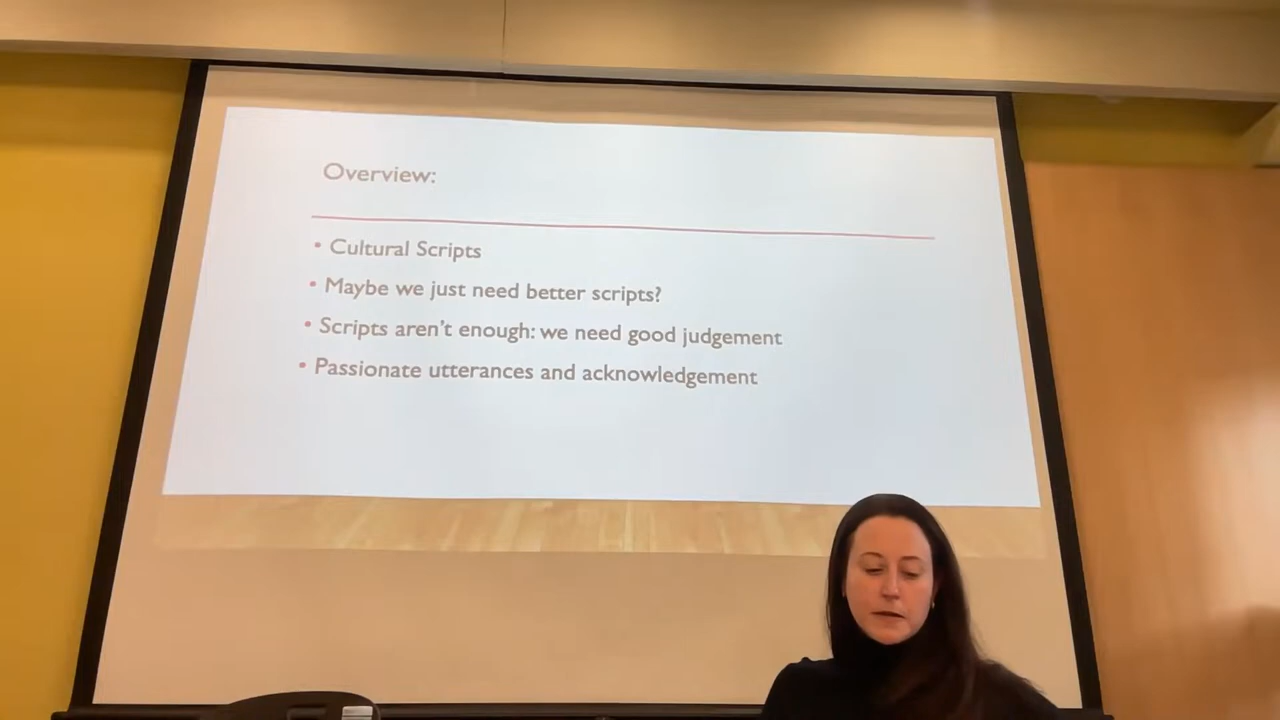 Overview:
• Cultural Scripts
• Maybe we just need better scripts?
• Scripts aren't enough: we need good judgement
• Passionate utterances and acknowledgement